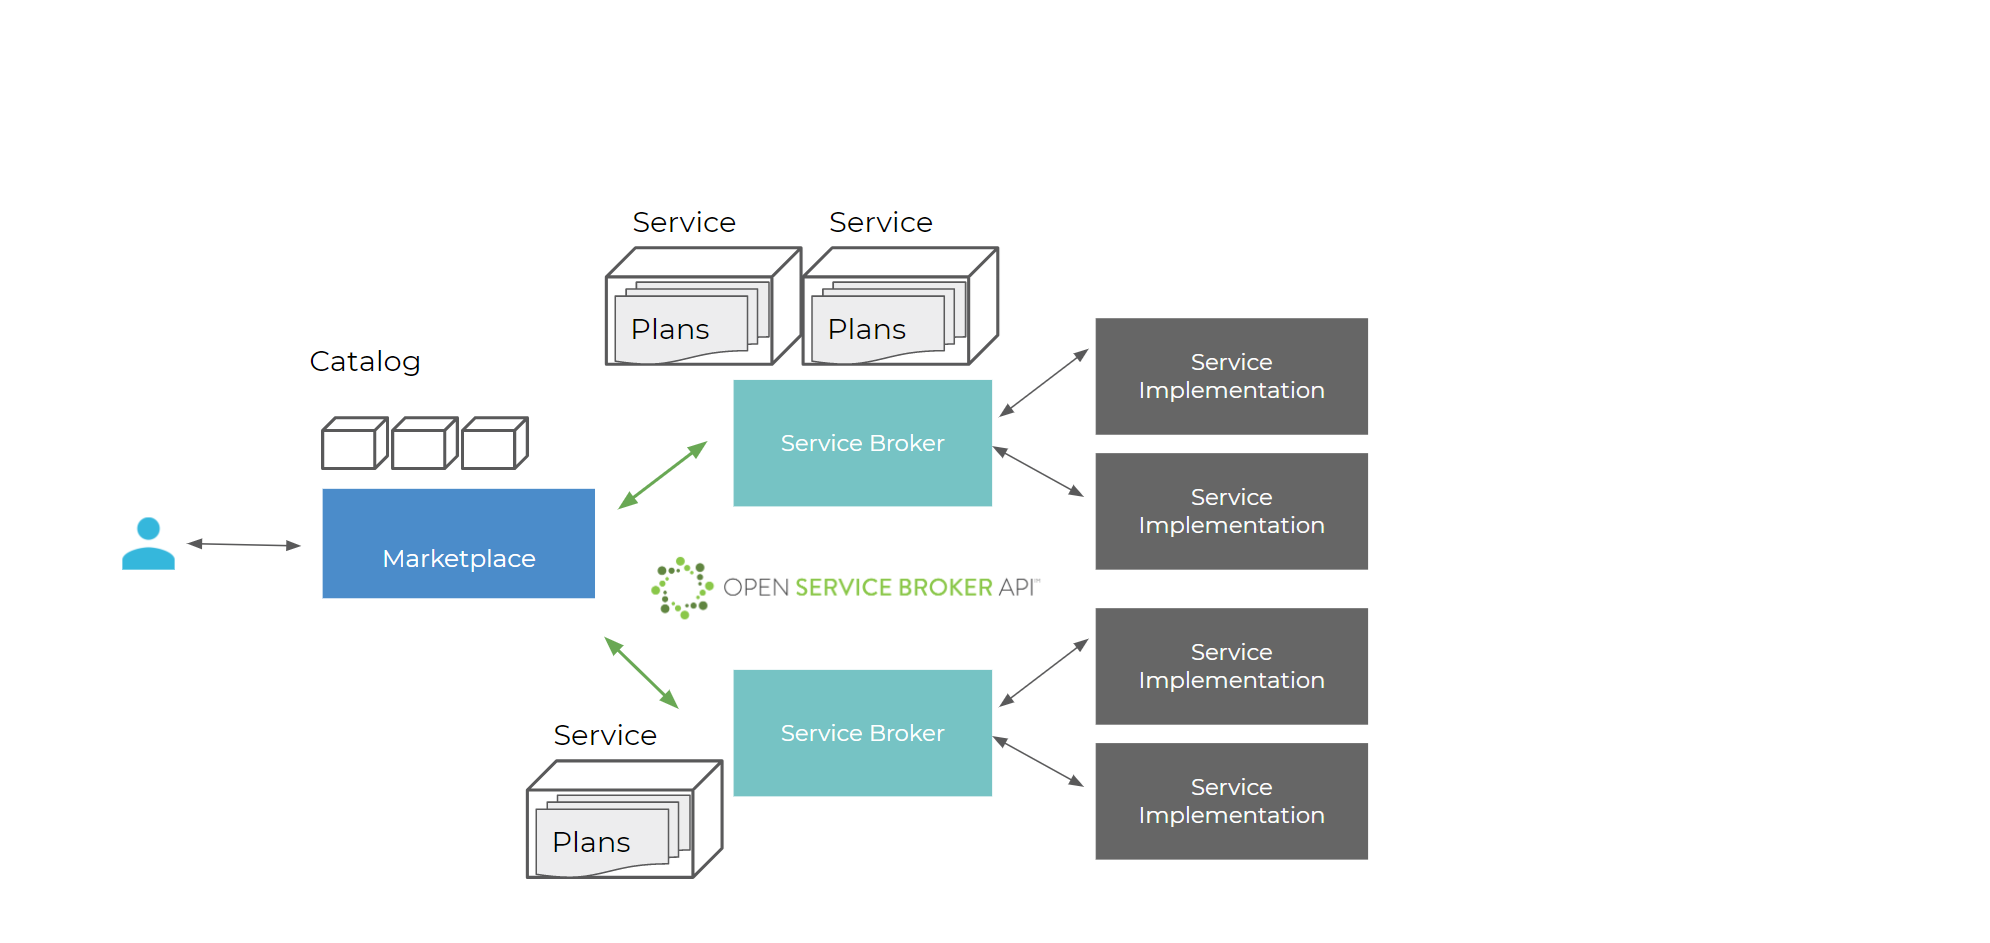 Service
Service
Plans
Plans
Catalog
Service Broker
Service
Implementation
Service
Implementation
Marketplace
OPEN SERVICE BROKER API
Service
Implementation
Service Broker
Service
Plans
Service
Implementation